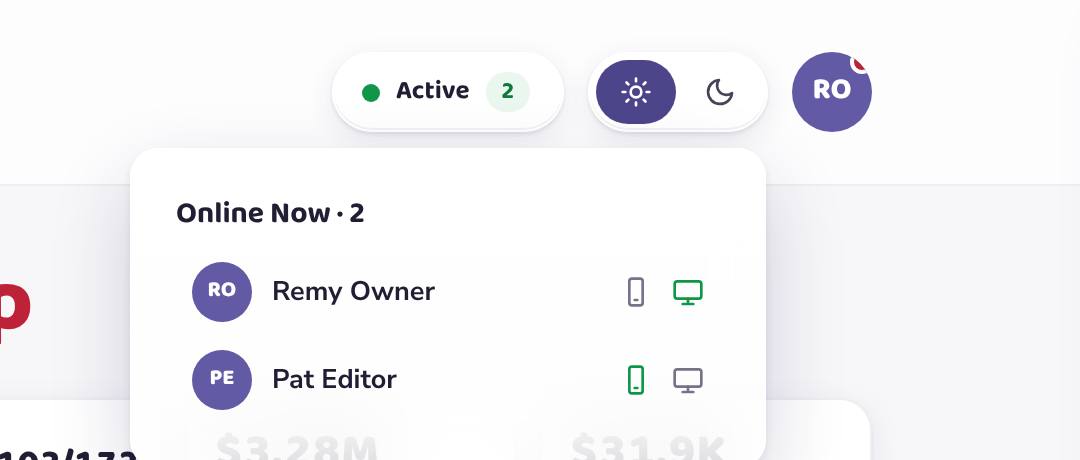 Active 2
RO
Online Now · 2
RO Remy Owner
p
PE Pat Editor
$3.28M $31.9K